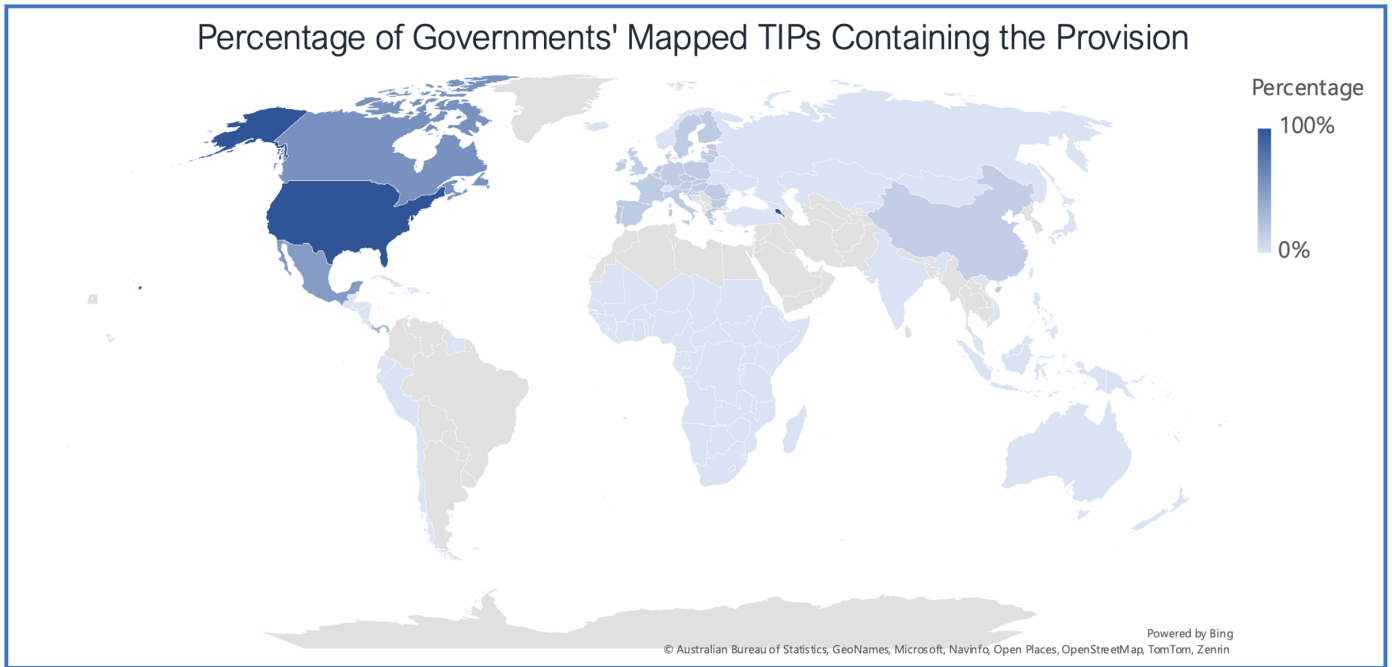 Percentage of Governments' Mapped TIPs Containing the Provision
Percentage
100%
0%
Powered by Bing
© Australian Bureau of Statistics, GeoNames, Microsoft, Navinfo, Open Places, OpenStreetMap, TomTom, Zenrin